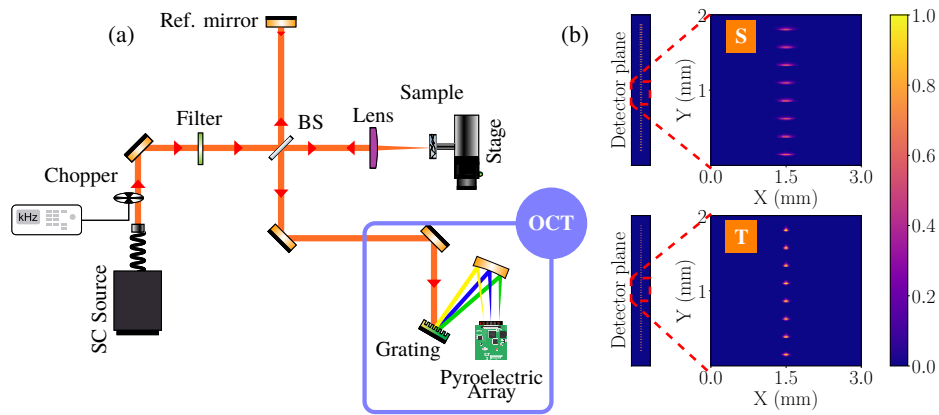 (a)
Ref. mirror
Filter
BS
Lens
Sample
Stage
Chopper
kHz
SC Source
OCT
Grating
Pyroelectric
Array
(b)
Detector plane
S
Y (mm)
2
1
0.0
1.5
3.0
X (mm)
Detector plane
T
Y (mm)
2
1
0.0
1.5
3.0
X (mm)
1.0
0.8
0.6
0.4
0.2
0.0